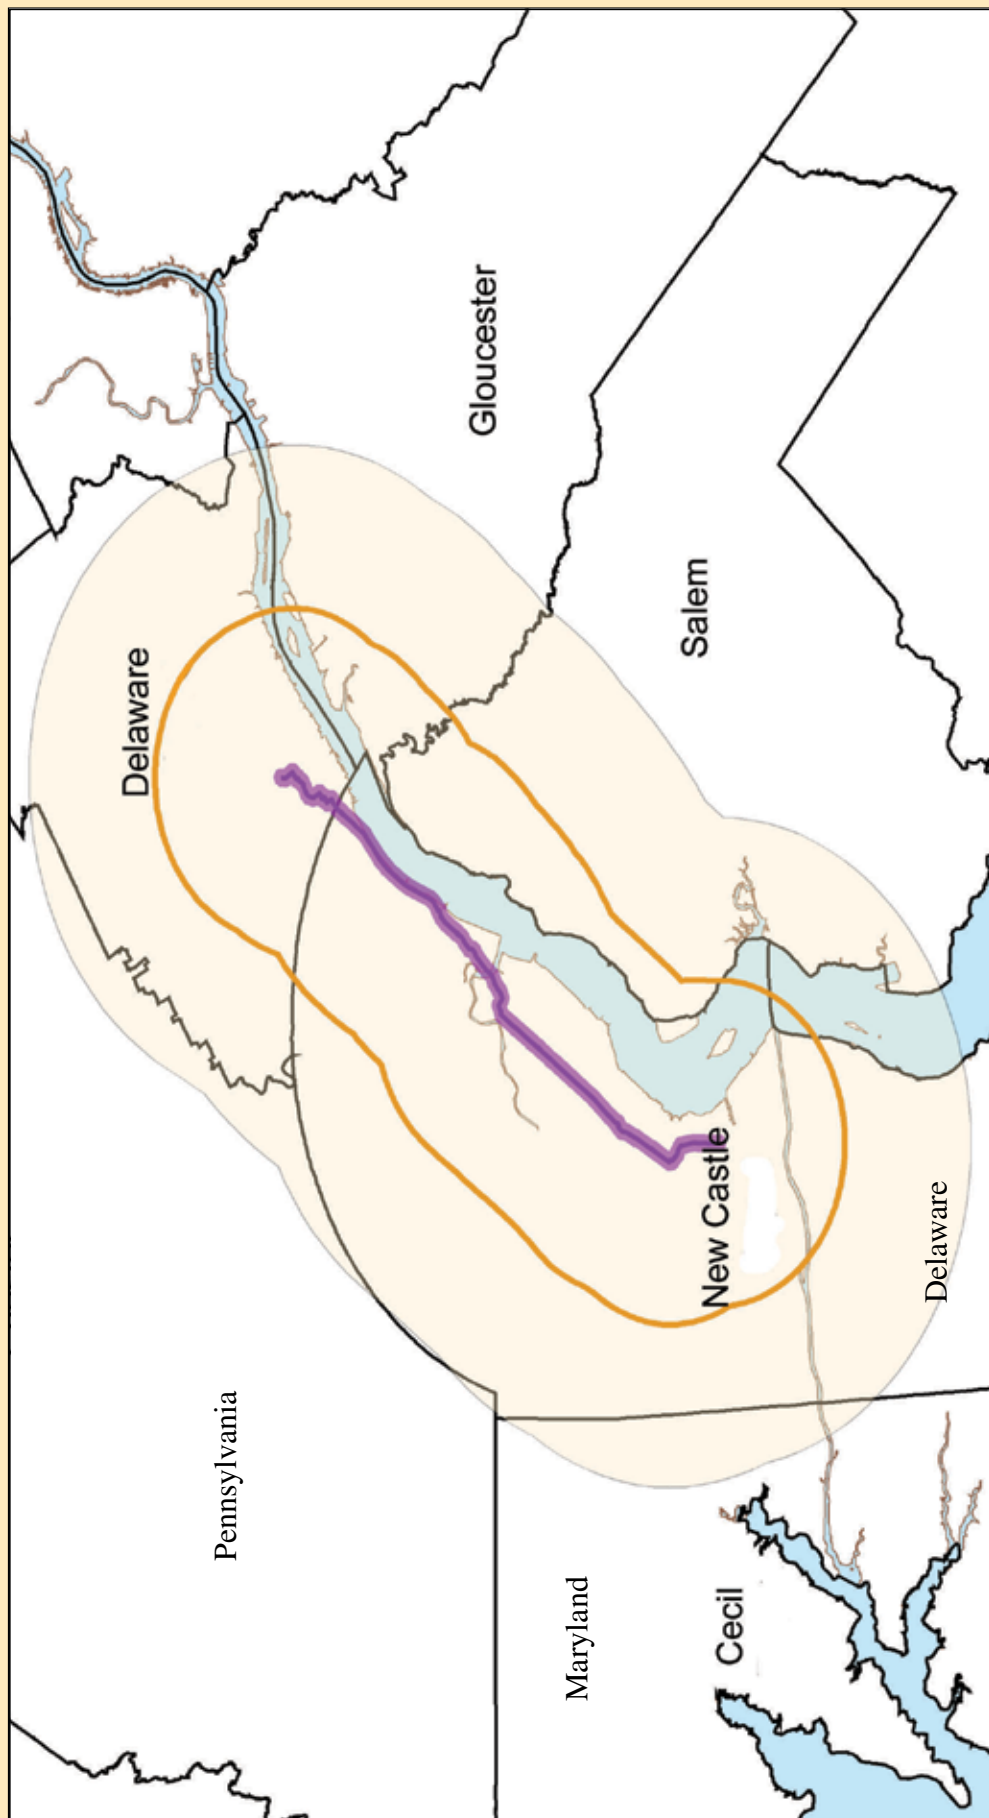 Pennsylvania
Delaware
Maryland
Gloucester
Salem
New Castle
Cecil
Delaware